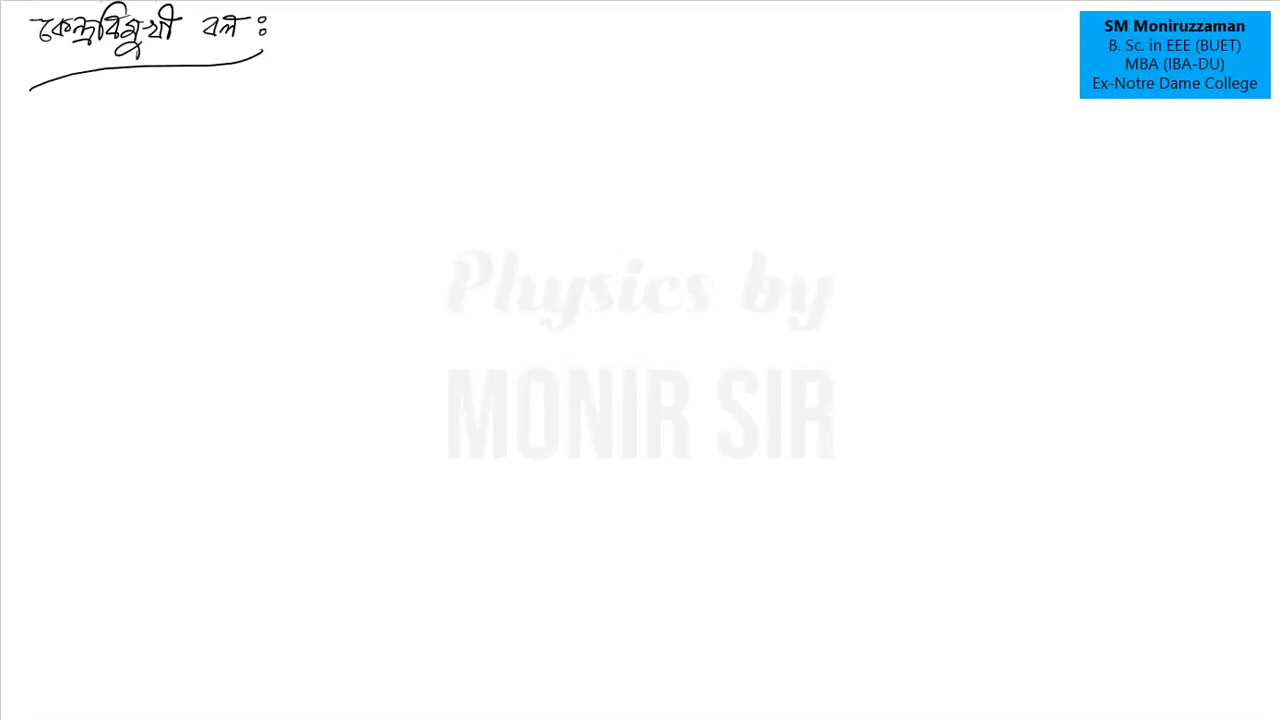 কেন্দ্রবিমুখী বল ঃ
SM Moniruzzaman
B. Sc. in EEE (BUET)
MBA (IBA-DU)
Ex-Notre Dame College
Physics by
MONIR SIR